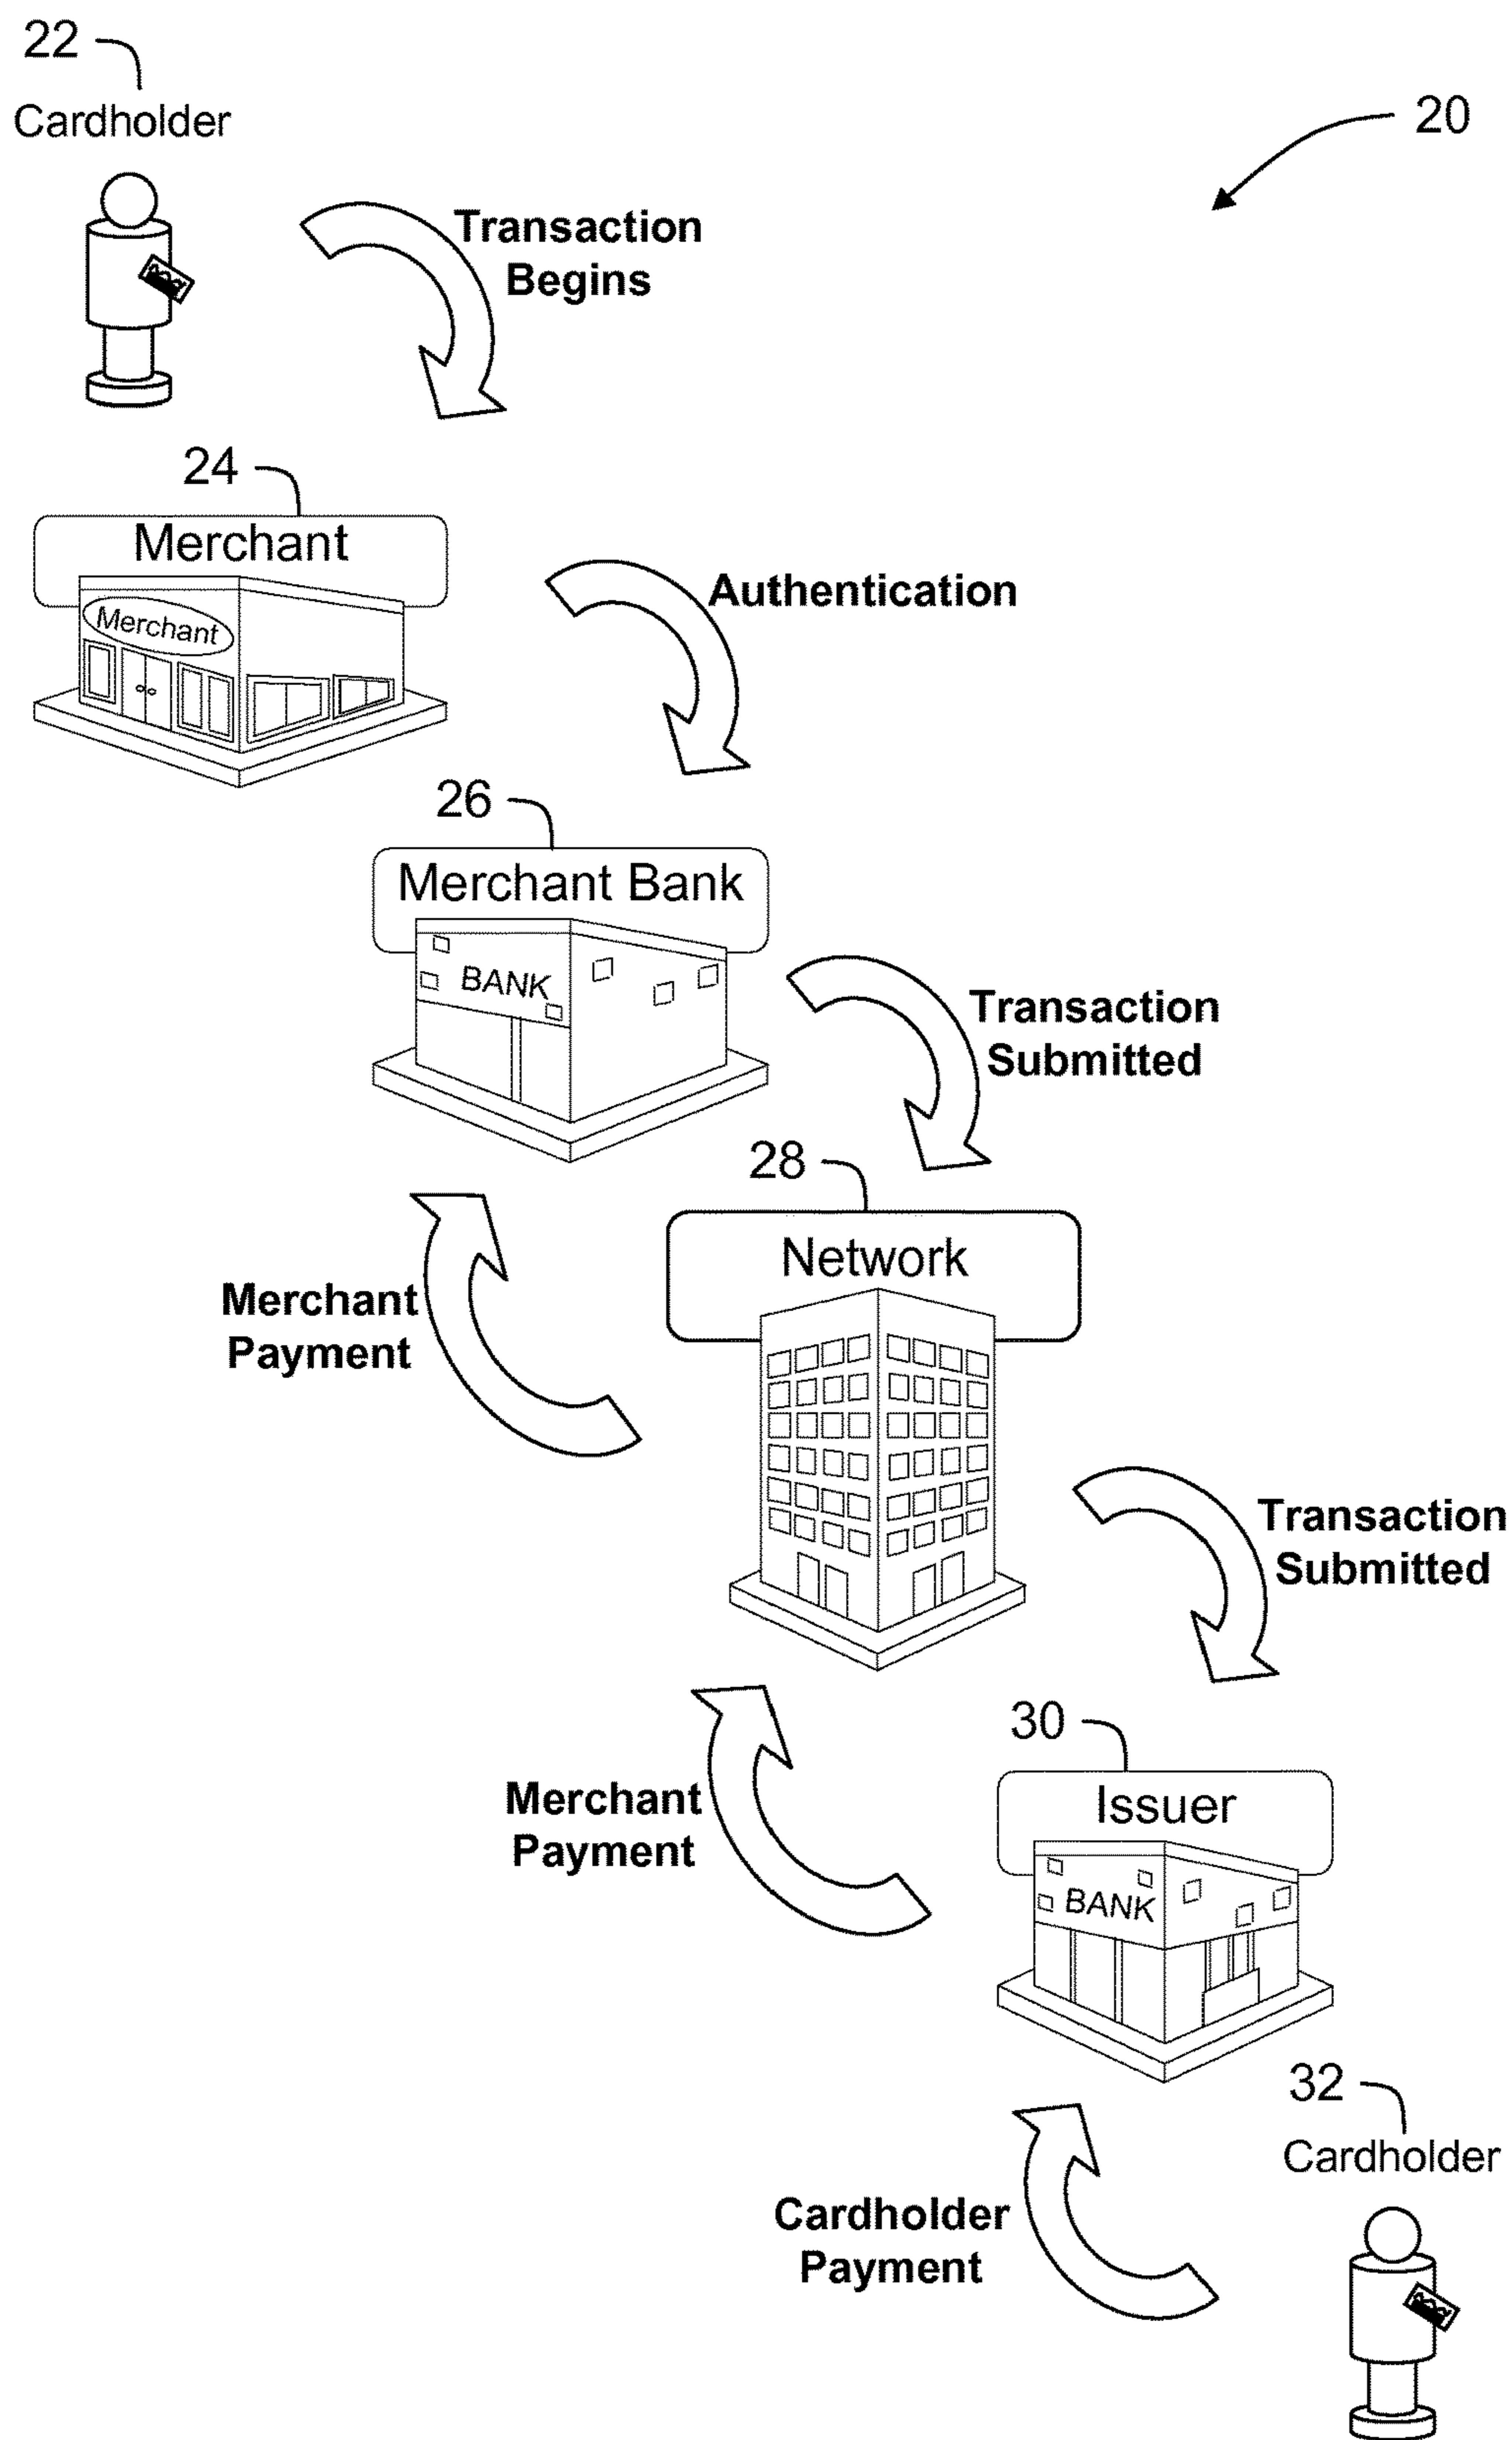 22
Cardholder
20
Transaction
Begins
24
Merchant
Merchant
Authentication
26
Merchant Bank
BANK
Transaction
Submitted
28
Network
Merchant
Payment
Transaction
Submitted
30
Issuer
BANK
Merchant
Payment
32
Cardholder
Cardholder
Payment